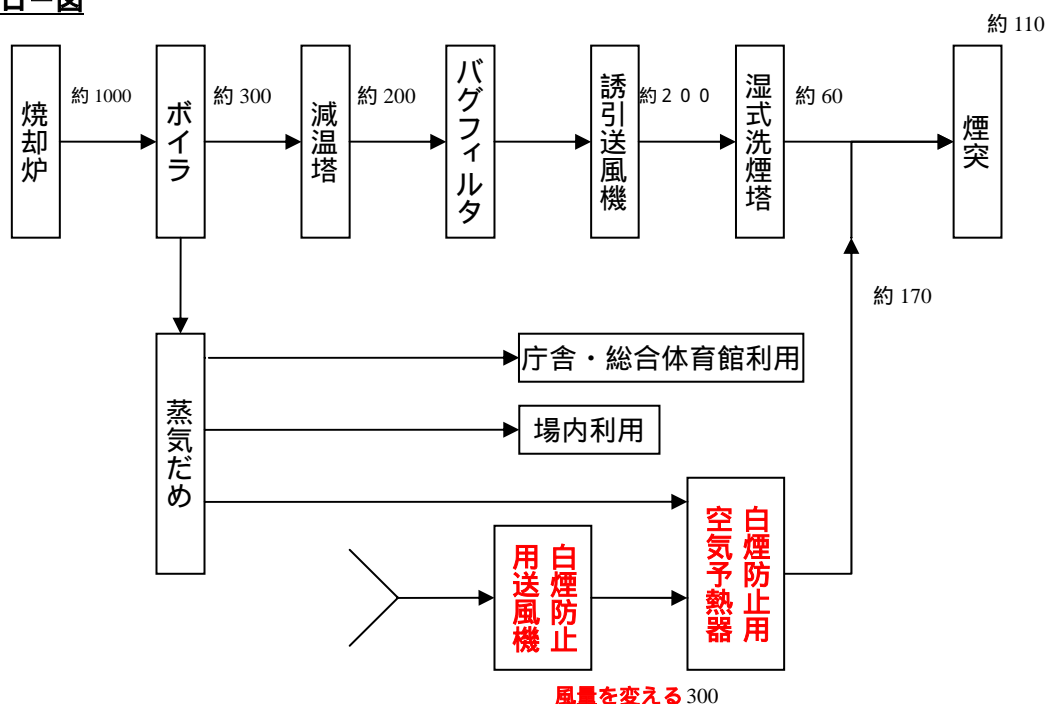 ロー図
約 110
焼却炉
約 1000
ボイラ
約 300
減温塔
約 200
バグフィルタ
誘引送風機
約２００
湿式洗煙塔
約 60
煙突
約 170
蒸気だめ
庁舎・総合体育館利用
場内利用
白煙防止
用送風機
白煙防止用
空気予熱器
風量を変える 300